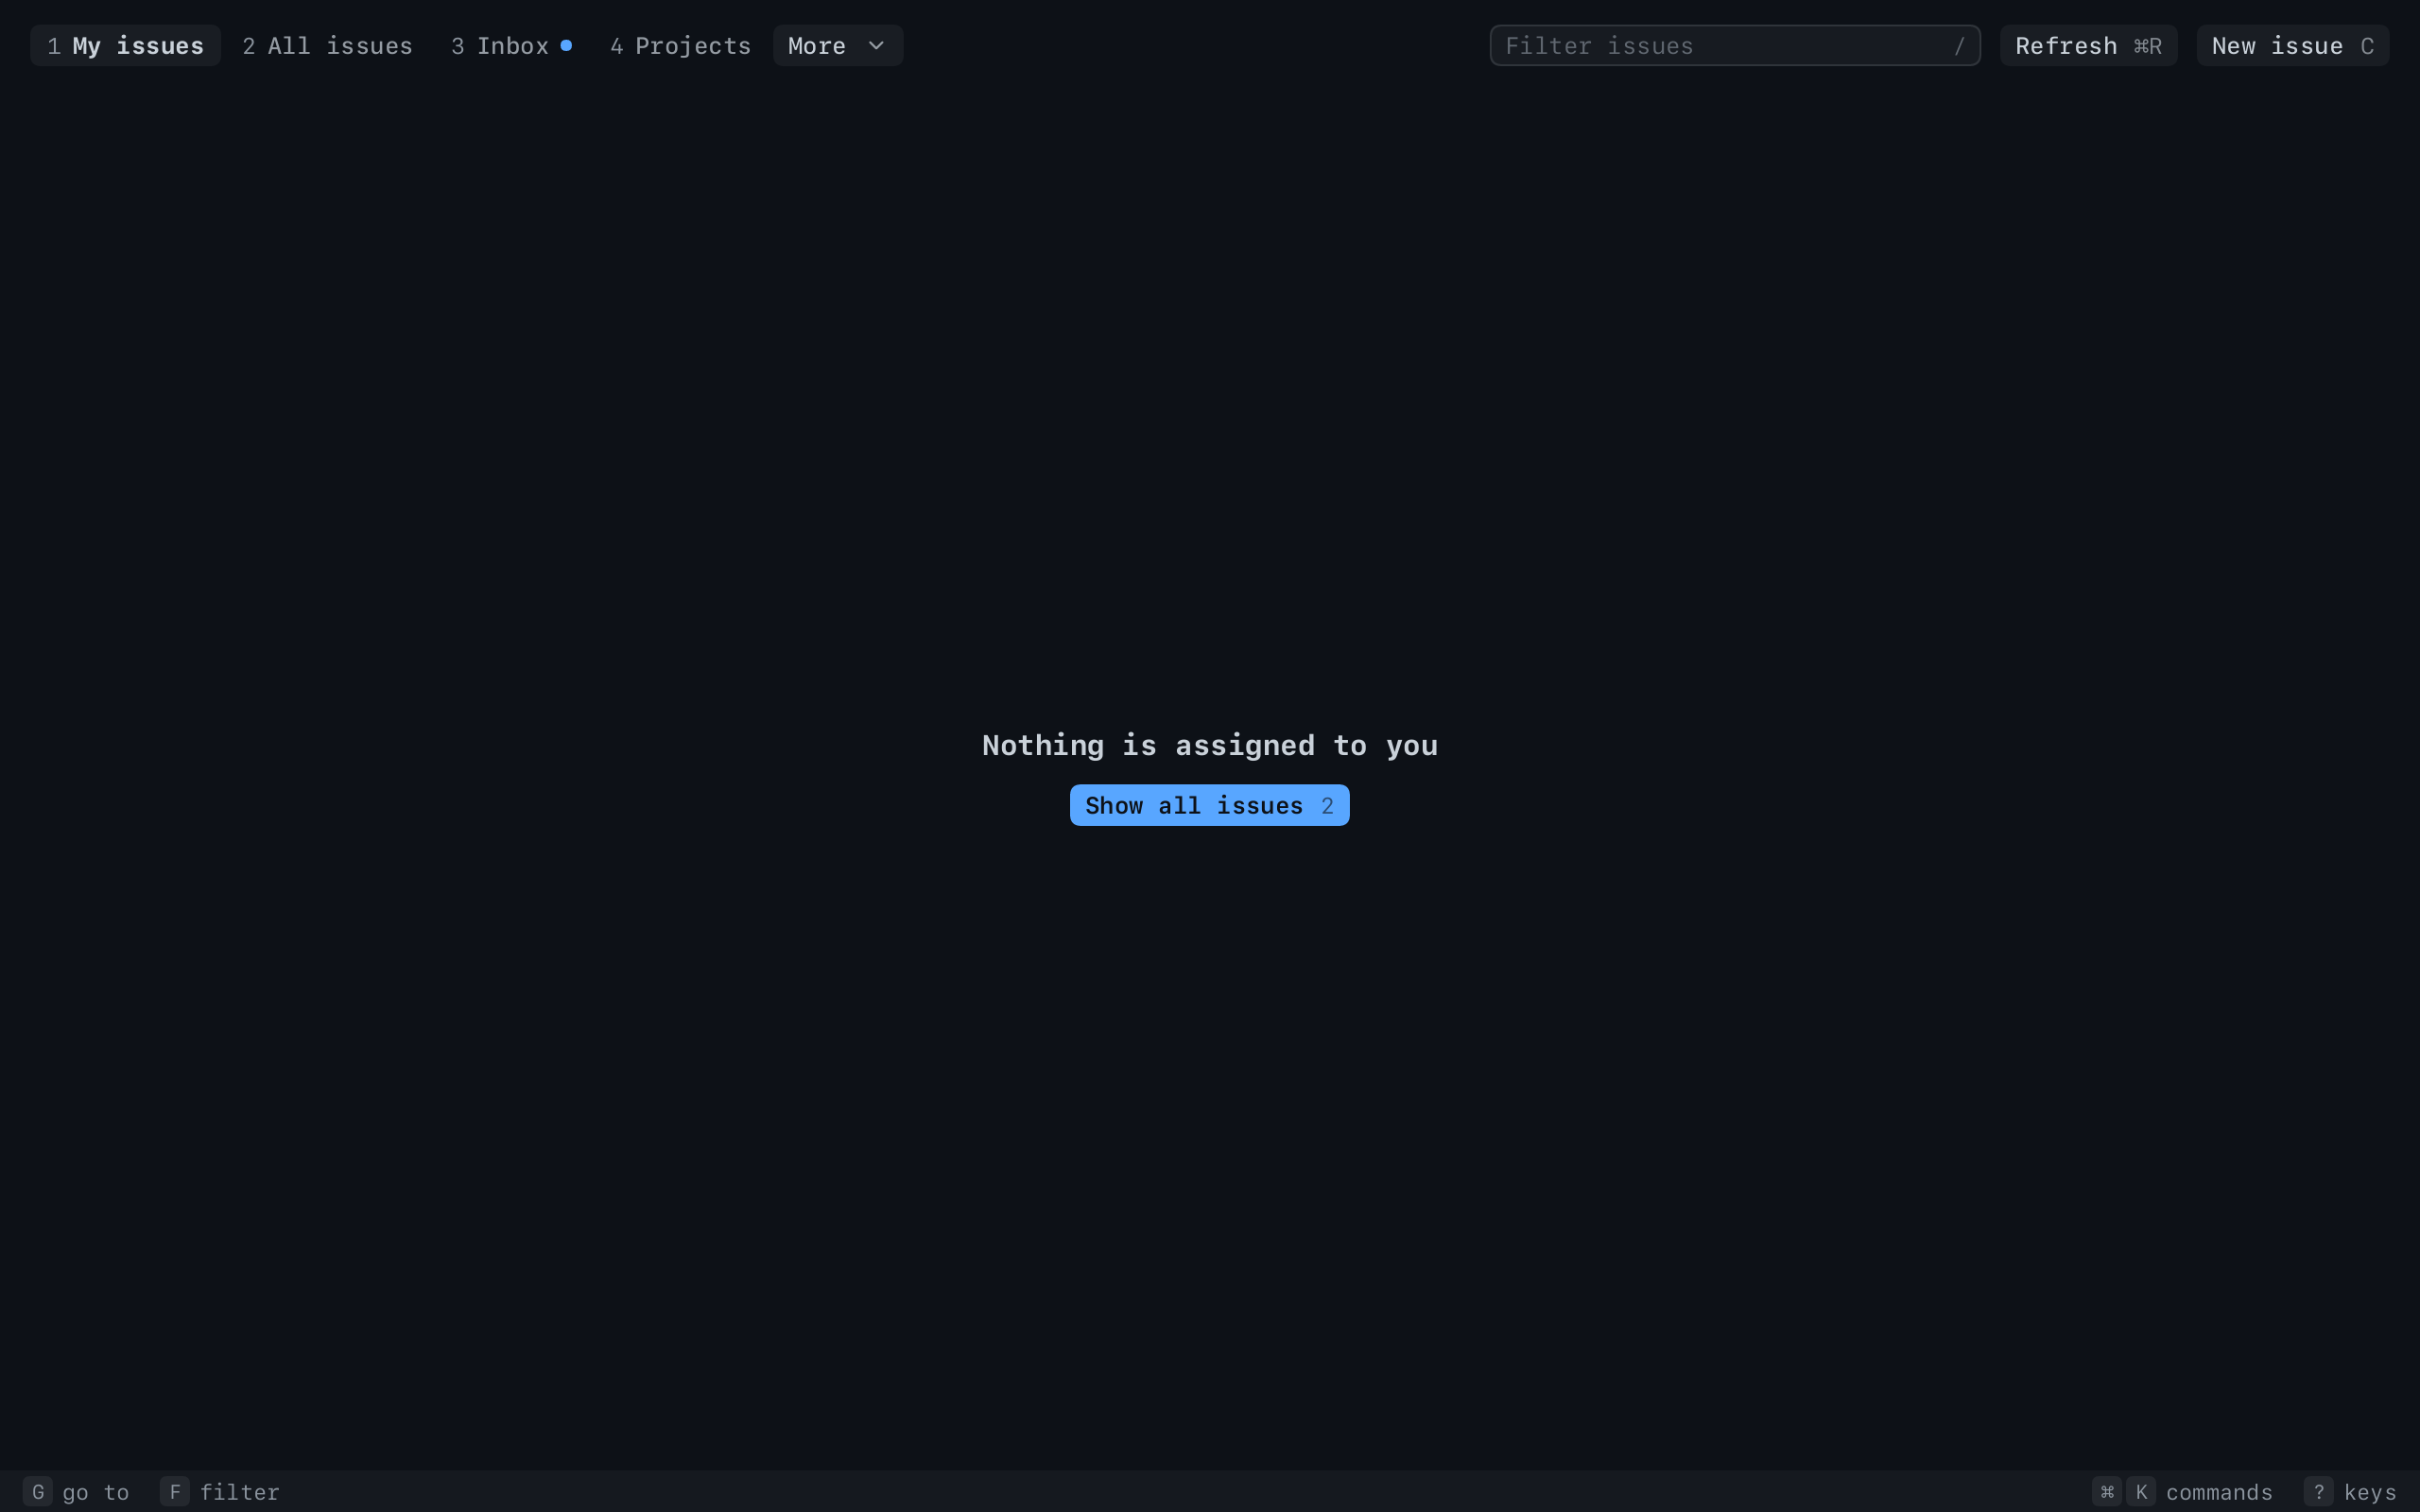 1 My issues 2 All issues 3 Inbox 4 Projects More Filter issues / Refresh ⌘R New issue C
Nothing is assigned to you
Show all issues 2
G go to F filter ⌘ K commands ? keys